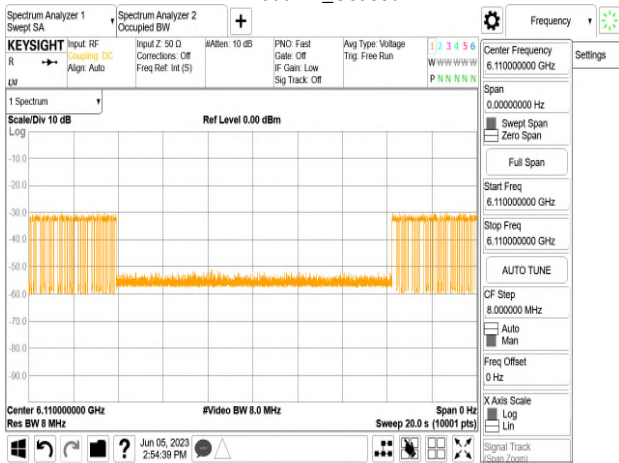 Spectrum Analyzer 1
Swept SA
Spectrum Analyzer 2
Occupied BW
+
Frequency
KEYSIGHT
R
Input: RF
Coupling: DC
Align: Auto
Input Z: 50 Ω
Corrections: Off
Freq Ref: Int (S)
#Atten: 10 dB
PNO: Fast
Gate: Off
IF Gain: Low
Sig Track: Off
Avg Type: Voltage
Trig: Free Run
1 2 3 4 5 6
W W W W W W
P N N N N N
1 Spectrum
Scale/Div 10 dB
Ref Level 0.00 dBm
Log
-10.0
-20.0
-30.0
-40.0
-50.0
-60.0
-70.0
-80.0
-90.0
Center 6.110000000 GHz
#Video BW 8.0 MHz
Span 0 Hz
Res BW 8 MHz
Sweep 20.0 s (10001 pts)
?
Jun 05, 2023
2:54:39 PM
Center Frequency
6.110000000 GHz
Settings
Span
0.00000000 Hz
Swept Span
Zero Span
Full Span
Start Freq
6.110000000 GHz
Stop Freq
6.110000000 GHz
AUTO TUNE
CF Step
8.000000 MHz
Auto
Man
Freq Offset
0 Hz
X Axis Scale
Log
Lin
Signal Track
(Span Zoom)